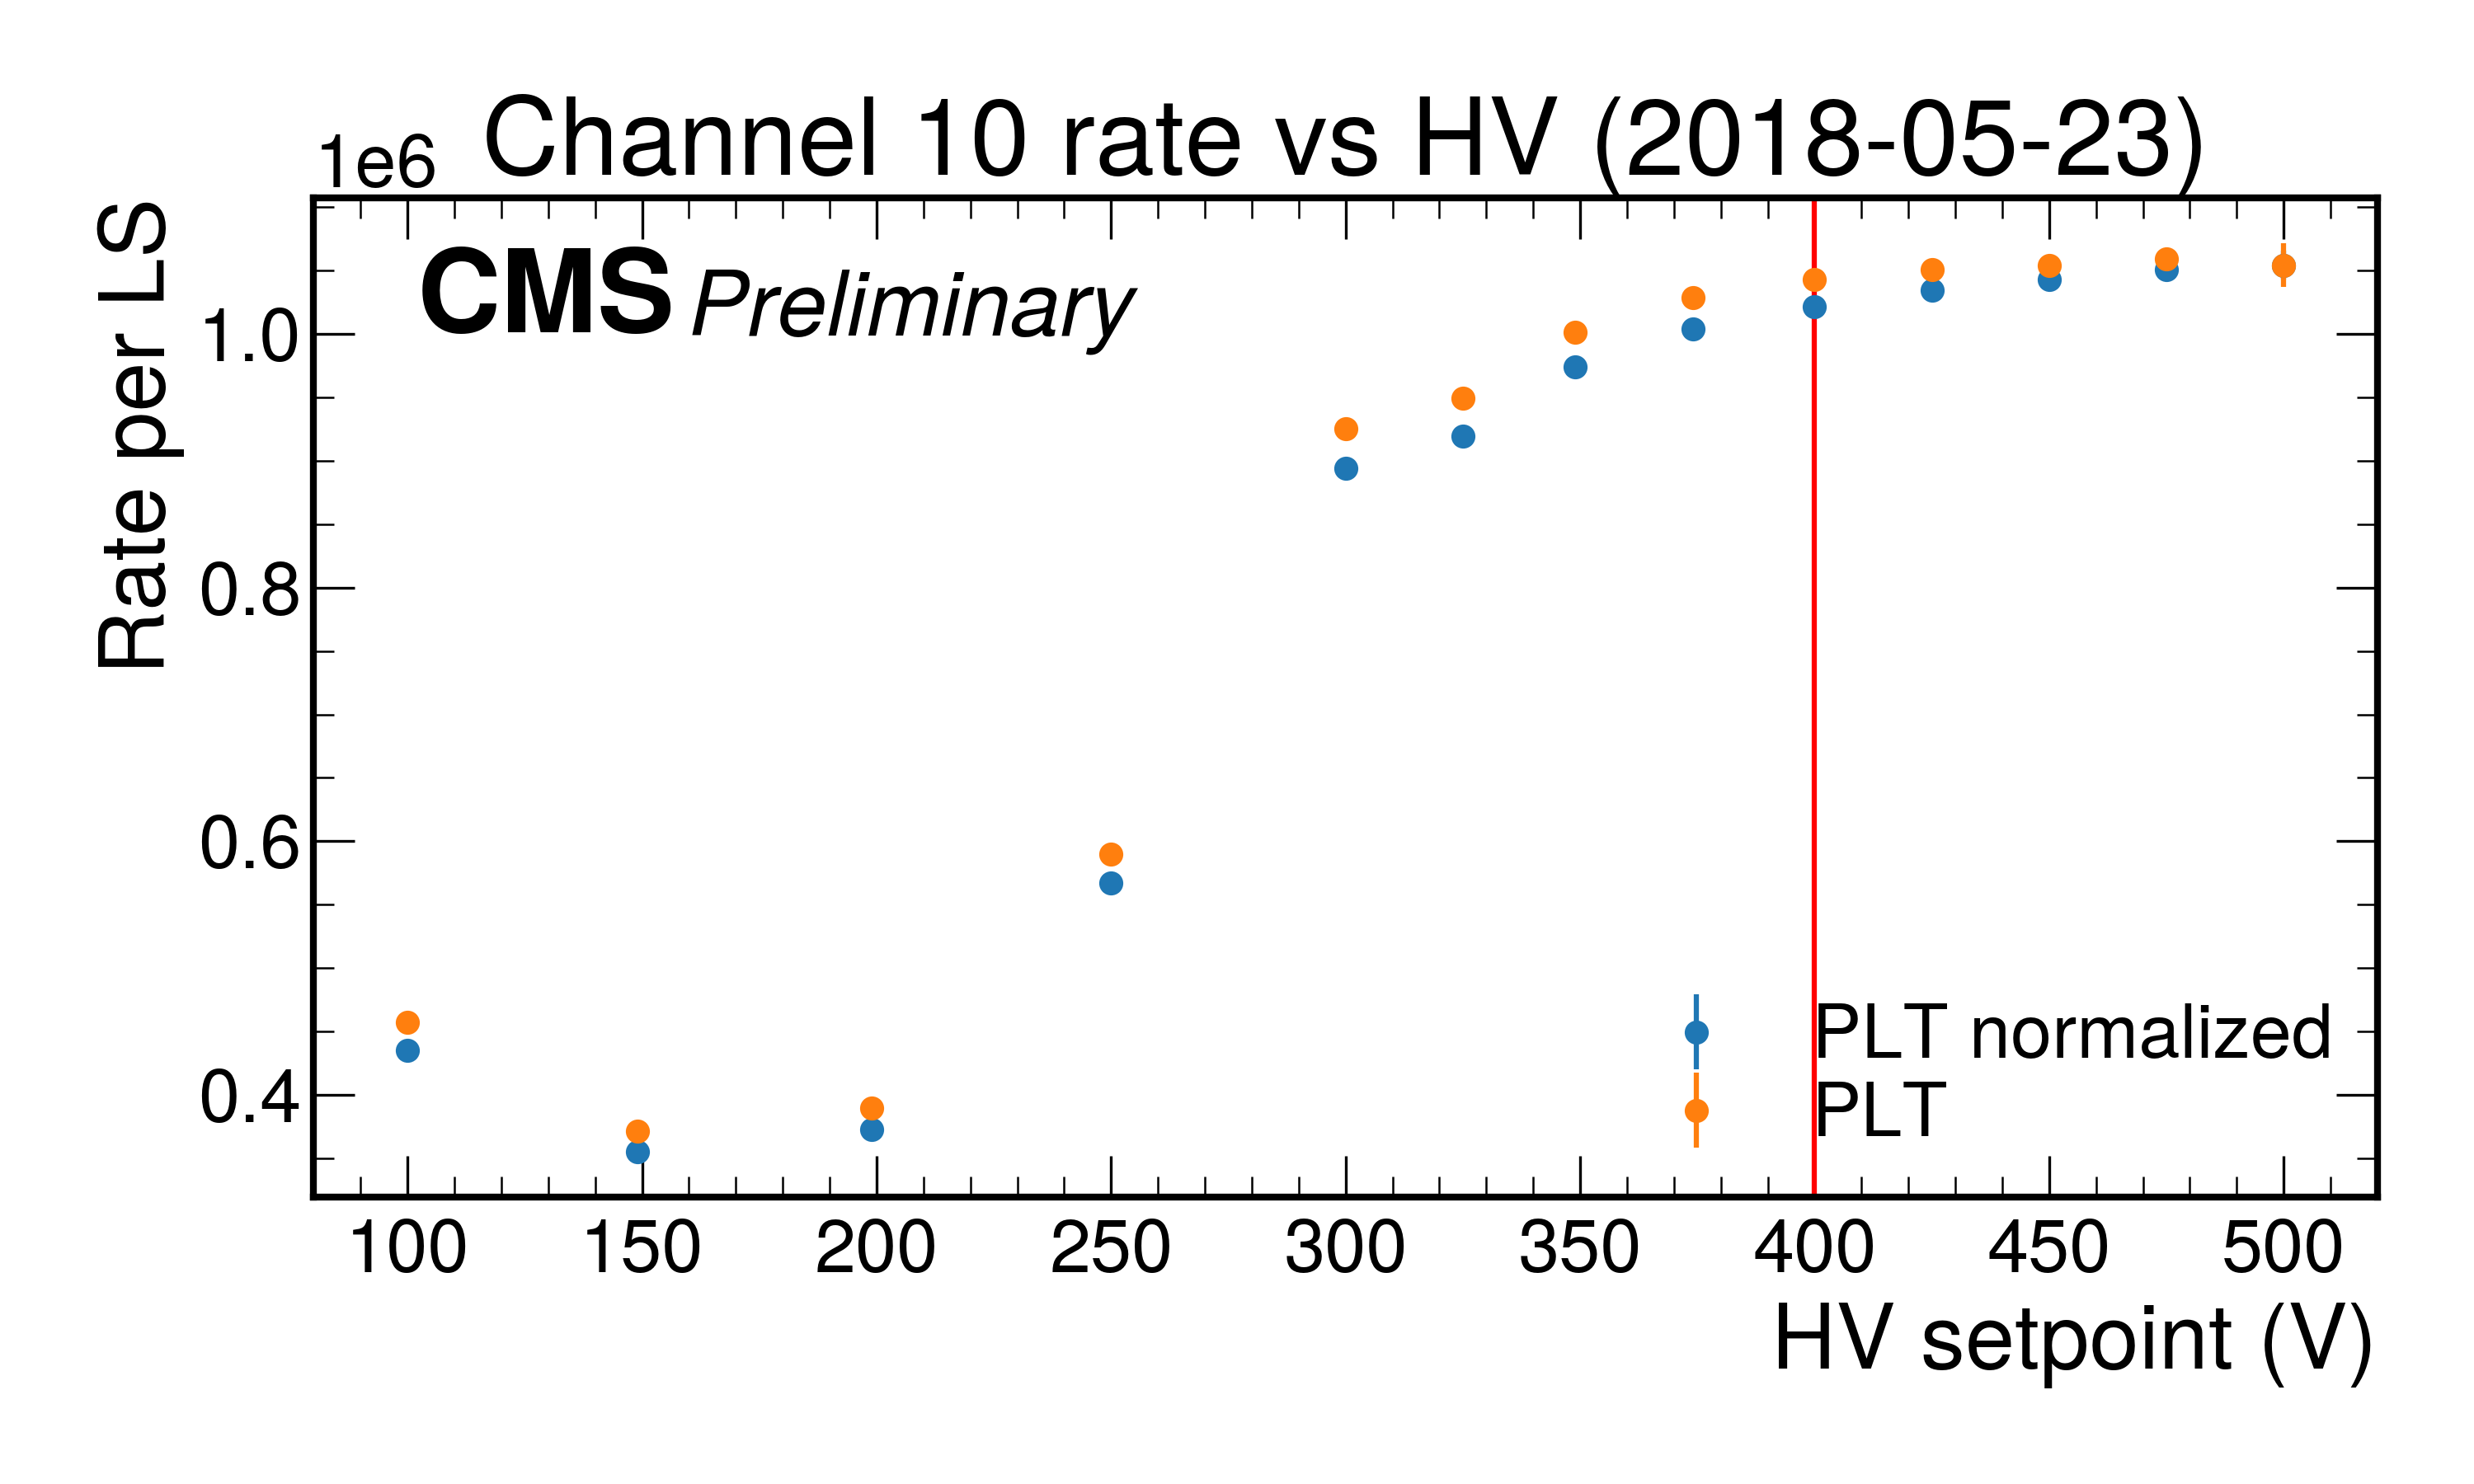 1e6 Channel 10 rate vs HV (2018-05-23)
CMS Preliminary
Rate per LS
1.0
0.8
0.6
0.4
PLT normalized
PLT
100 150 200 250 300 350 400 450 500
HV setpoint (V)